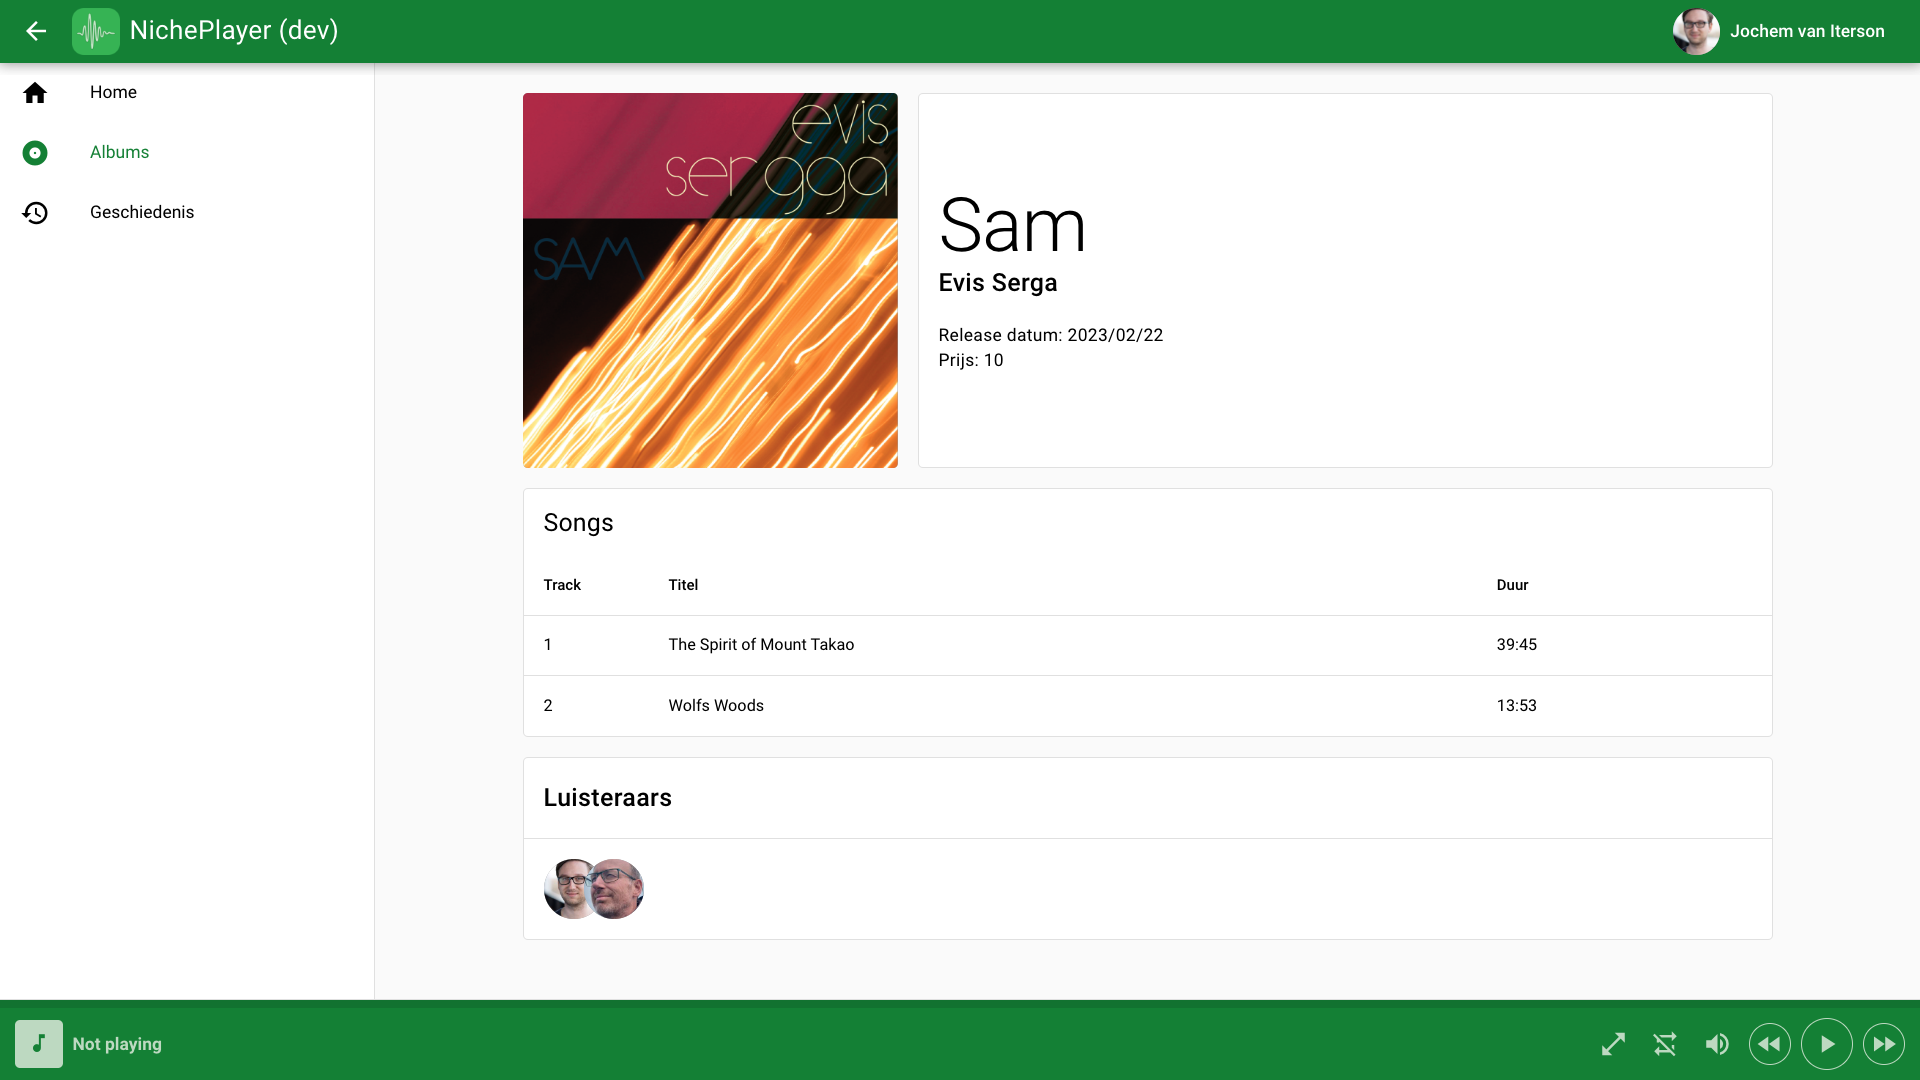 NichePlayer (dev)
Jochem van Iterson
Home
Albums
Geschiedenis
evis
sergga
SAM
Sam
Evis Serga
Release datum: 2023/02/22
Prijs: 10
Songs
Track Titel Duur
1 The Spirit of Mount Takao 39:45
2 Wolfs Woods 13:53
Luisteraars
Not playing